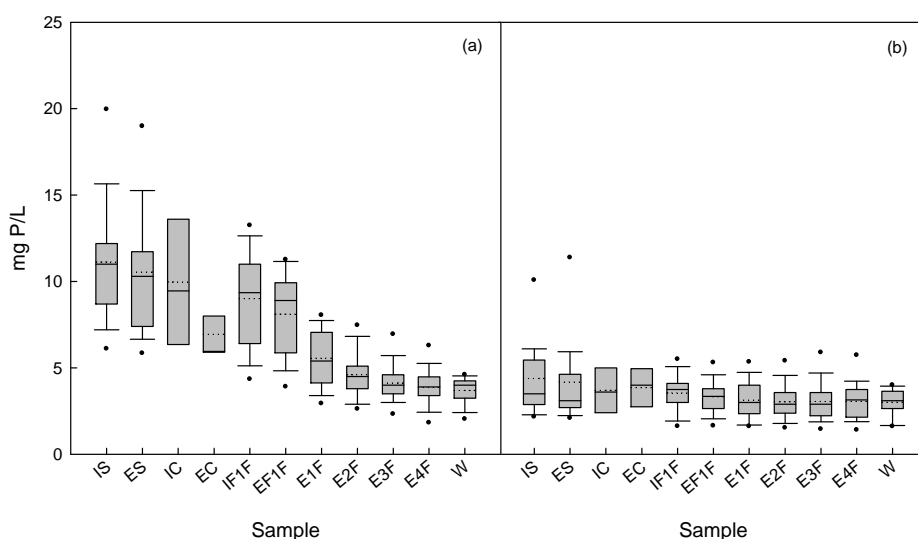 25
20
15
10
5
0
mg P/L
(a)
(b)
IS ES IC EC IF1F EF1F E1F E2F E3F E4F W
IS ES IC EC IF1F EF1F E1F E2F E3F E4F W
Sample
Sample